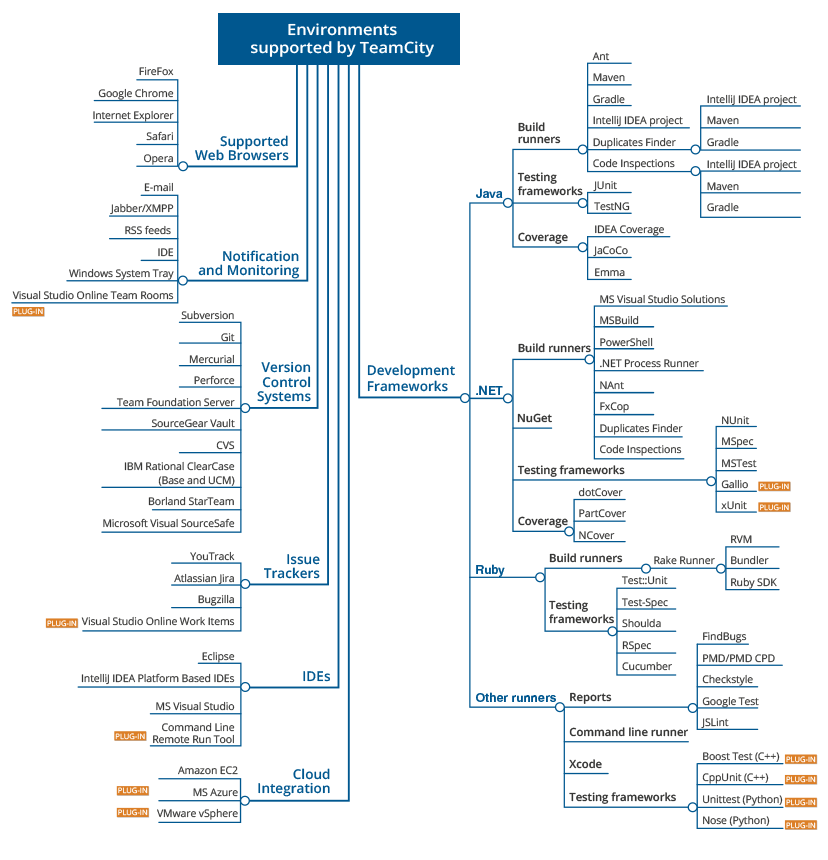 Environments
supported by TeamCity
FireFox
Google Chrome
Internet Explorer
Safari
Opera
Supported
Web Browsers
E-mail
Jabber/XMPP
RSS feeds
IDE
Windows System Tray
Visual Studio Online Team Rooms
PLUG-IN
Notification
and Monitoring
Subversion
Git
Mercurial
Perforce
Team Foundation Server
SourceGear Vault
CVS
IBM Rational ClearCase
(Base and UCM)
Borland StarTeam
Microsoft Visual SourceSafe
Version
Control
Systems
YouTrack
Atlassian Jira
Bugzilla
PLUG-IN Visual Studio Online Work Items
Issue
Trackers
Eclipse
IntelliJ IDEA Platform Based IDEs
MS Visual Studio
Command Line
PLUG-IN Remote Run Tool
IDEs
Amazon EC2
PLUG-IN MS Azure
PLUG-IN VMware vSphere
Cloud
Integration
Development
Frameworks
Java
Build
runners
Ant
Maven
Gradle
IntelliJ IDEA project
Duplicates Finder
IntelliJ IDEA project
Maven
Gradle
Code Inspections
IntelliJ IDEA project
Maven
Gradle
Testing
frameworks
JUnit
TestNG
Coverage
IDEA Coverage
JaCoCo
Emma
.NET
Build runners
MS Visual Studio Solutions
MSBuild
PowerShell
.NET Process Runner
NAnt
FxCop
Duplicates Finder
Code Inspections
NuGet
Testing frameworks
NUnit
MSpec
MSTest
Gallio PLUG-IN
xUnit PLUG-IN
Coverage
dotCover
PartCover
NCover
Ruby
Build runners
Rake Runner
RVM
Bundler
Ruby SDK
Testing
frameworks
Test::Unit
Test-Spec
Shoulda
RSpec
Cucumber
Other runners
Reports
FindBugs
PMD/PMD CPD
Checkstyle
Google Test
JSLint
Command line runner
Xcode
Testing frameworks
Boost Test (C++) PLUG-IN
CppUnit (C++) PLUG-IN
Unittest (Python) PLUG-IN
Nose (Python) PLUG-IN